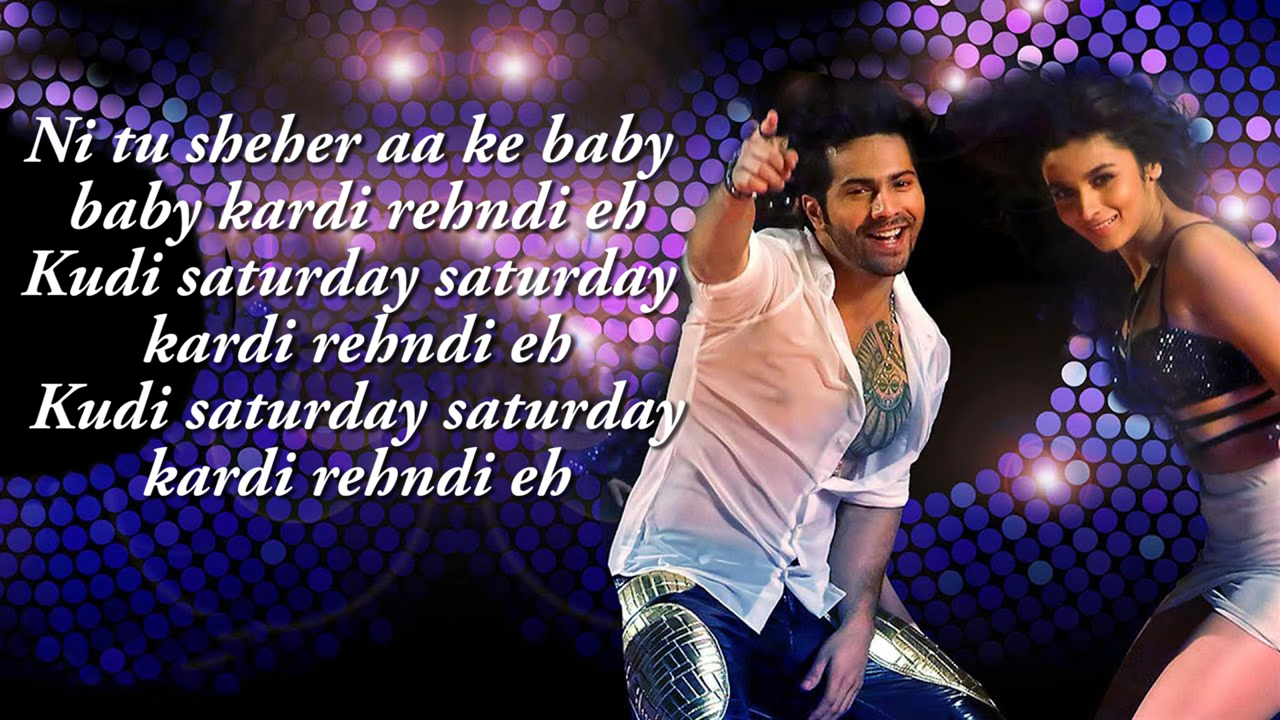 Ni tu sheher aa ke baby
baby kardi rehndi eh
Kudi saturday saturday
kardi rehndi eh
Kudi saturday saturday
kardi rehndi eh